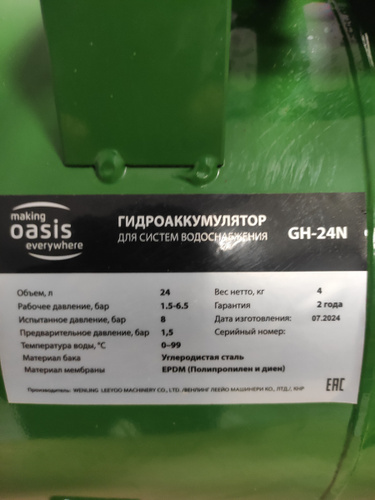 making
oasis
everywhere
ГИДРОАККУМУЛЯТОР
ДЛЯ СИСТЕМ ВОДОСНАБЖЕНИЯ
GH-24N
Объем, л 24 Вес нетто, кг 4
Рабочее давление, бар 1.5-6.5 Гарантия 2 года
Испытанное давление, бар 8 Дата изготовления: 07.2024
Предварительное давление, бар 1,5 Серийный номер:
Температура воды, °С 0–99
Материал бака Углеродистая сталь
Материал мембраны EPDM (Полипропилен и диен)
Производитель: WENLING LEEYOO MACHINERY CO., LTD. /ВЕНЛИНГ ЛЕЕЙО МАШИНЕРИ КО., ЛТД./, КНР
EAC